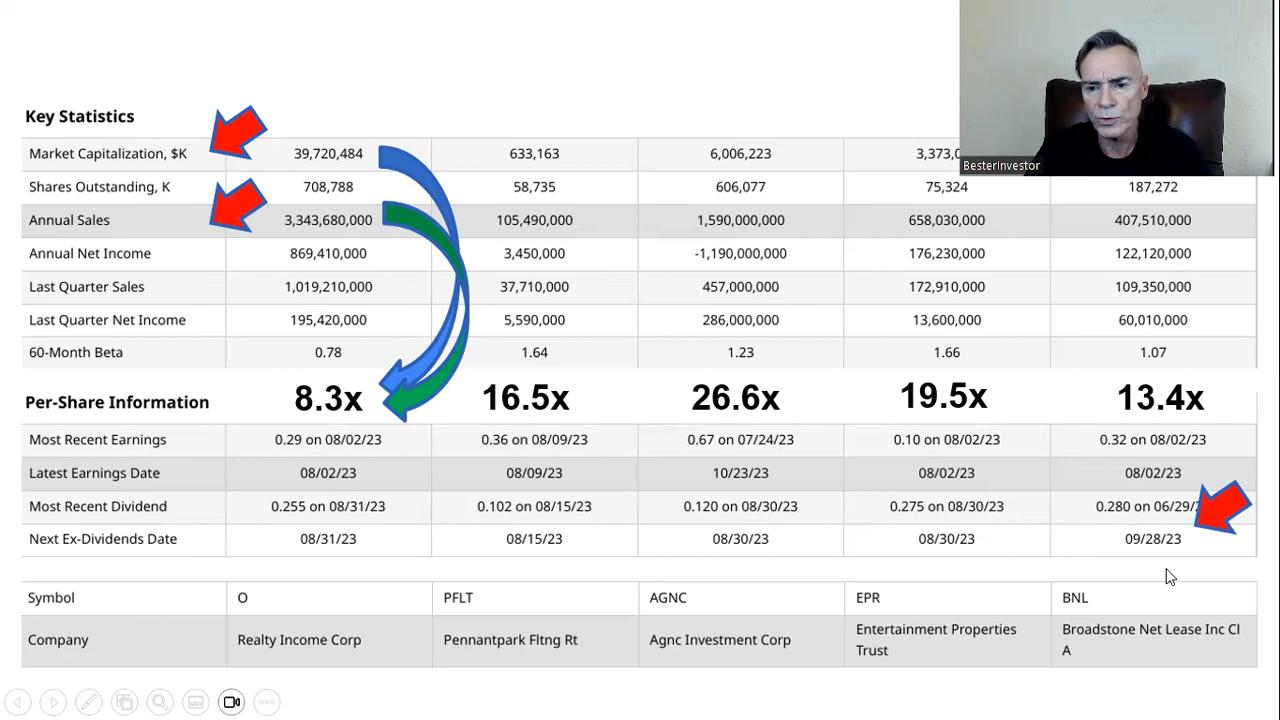 BesterInvestor
Key Statistics
Market Capitalization, $K 39,720,484 633,163 6,006,223 3,373,0
Shares Outstanding, K 708,788 58,735 606,077 75,324 187,272
Annual Sales 3,343,680,000 105,490,000 1,590,000,000 658,030,000 407,510,000
Annual Net Income 869,410,000 3,450,000 -1,190,000,000 176,230,000 122,120,000
Last Quarter Sales 1,019,210,000 37,710,000 457,000,000 172,910,000 109,350,000
Last Quarter Net Income 195,420,000 5,590,000 286,000,000 13,600,000 60,010,000
60-Month Beta 0.78 1.64 1.23 1.66 1.07
Per-Share Information 8.3x 16.5x 26.6x 19.5x 13.4x
Most Recent Earnings 0.29 on 08/02/23 0.36 on 08/09/23 0.67 on 07/24/23 0.10 on 08/02/23 0.32 on 08/02/23
Latest Earnings Date 08/02/23 08/09/23 10/23/23 08/02/23 08/02/23
Most Recent Dividend 0.255 on 08/31/23 0.102 on 08/15/23 0.120 on 08/30/23 0.275 on 08/30/23 0.280 on 06/29/2
Next Ex-Dividends Date 08/31/23 08/15/23 08/30/23 08/30/23 09/28/23
Symbol O PFLT AGNC EPR BNL
Company Realty Income Corp Pennantpark Fltng Rt Agnc Investment Corp Entertainment Properties Trust Broadstone Net Lease Inc Cl A